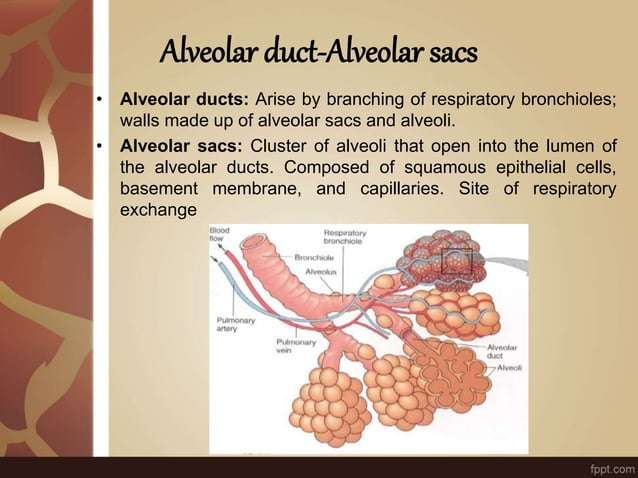 Alveolar duct-Alveolar sacs
• Alveolar ducts: Arise by branching of respiratory bronchioles;
walls made up of alveolar sacs and alveoli.
• Alveolar sacs: Cluster of alveoli that open into the lumen of
the alveolar ducts. Composed of squamous epithelial cells,
basement membrane, and capillaries. Site of respiratory
exchange
Blood
flow
Respiratory
bronchiole
Bronchiole
Alveolus
Pulmonary
artery
Pulmonary
vein
Alveolar
duct
Alveoli
fppt.com